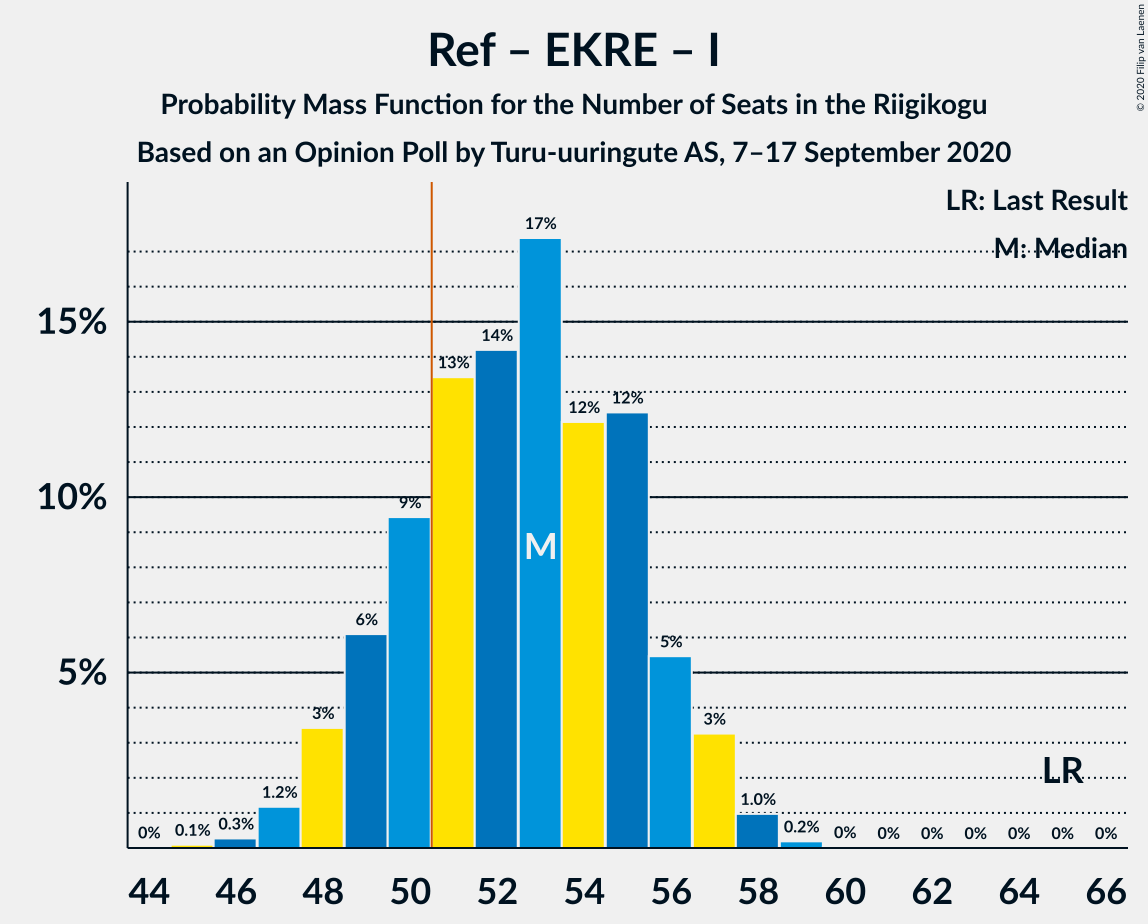 Ref – EKRE – I
Probability Mass Function for the Number of Seats in the Riigikogu
Based on an Opinion Poll by Turu-uuringute AS, 7–17 September 2020
© 2020 Filip van Laenen
LR: Last Result
M: Median
15%
10%
5%
0%
0.1%
0.3%
1.2%
3%
6%
9%
13%
14%
17%
12%
12%
5%
3%
1.0%
0.2%
0%
0%
0%
0%
0%
0%
0%
M
LR
44 46 48 50 52 54 56 58 60 62 64 66